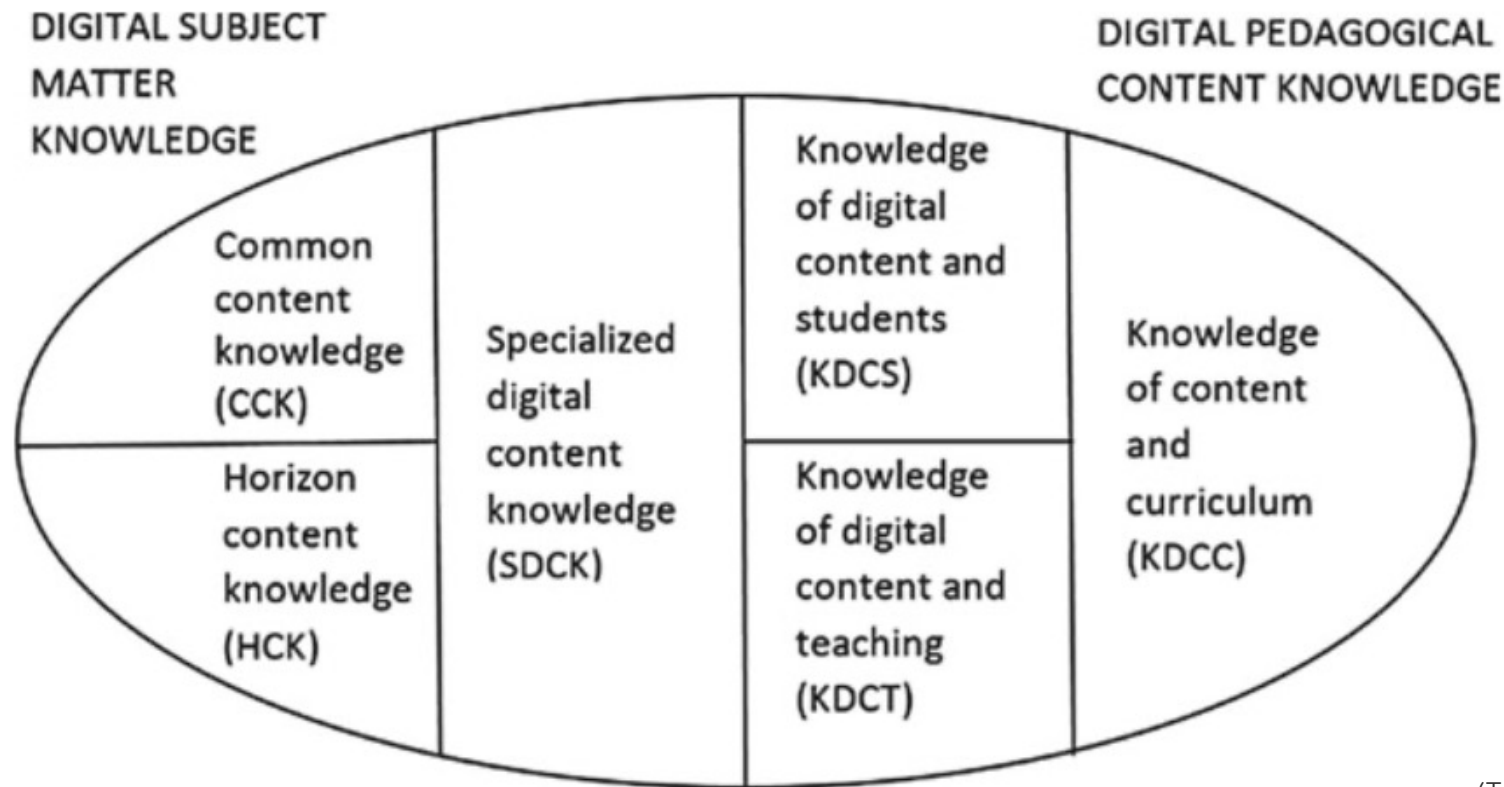 DIGITAL SUBJECT
MATTER
KNOWLEDGE
DIGITAL PEDAGOGICAL
CONTENT KNOWLEDGE
Common
content
knowledge
(CCK)
Horizon
content
knowledge
(HCK)
Specialized
digital
content
knowledge
(SDCK)
Knowledge
of digital
content and
students
(KDCS)
Knowledge
of digital
content and
teaching
(KDCT)
Knowledge
of content
and
curriculum
(KDCC)